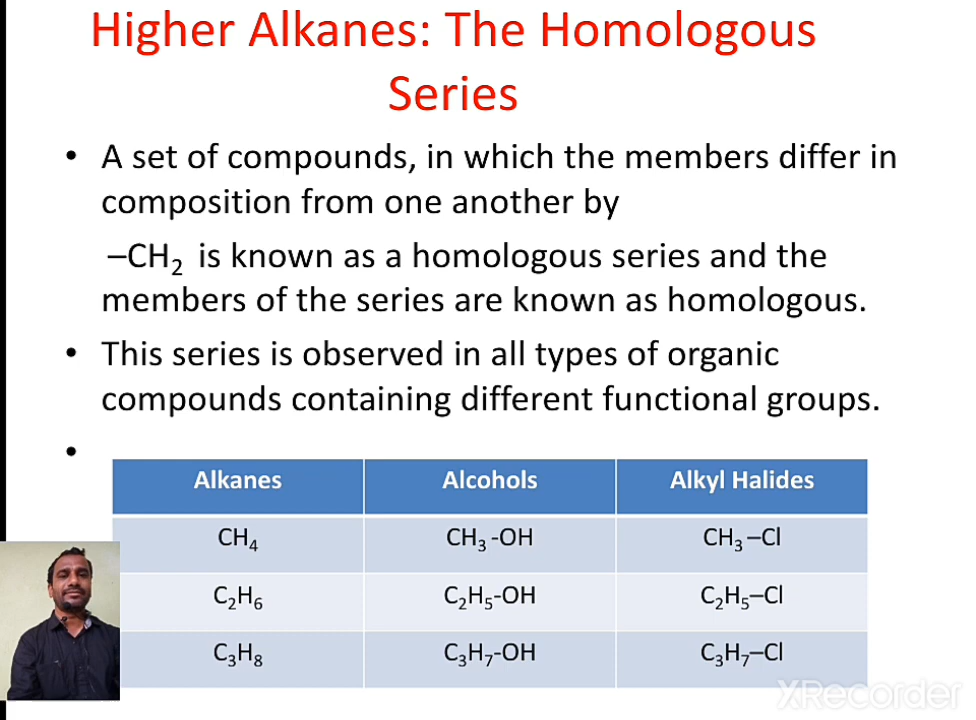 Higher Alkanes: The Homologous
Series
• A set of compounds, in which the members differ in
composition from one another by
–CH₂ is known as a homologous series and the
members of the series are known as homologous.
• This series is observed in all types of organic
compounds containing different functional groups.
•
Alkanes Alcohols Alkyl Halides
CH₄ CH₃ -OH CH₃ –Cl
C₂H₆ C₂H₅-OH C₂H₅–Cl
C₃H₈ C₃H₇-OH C₃H₇–Cl
XRecorder